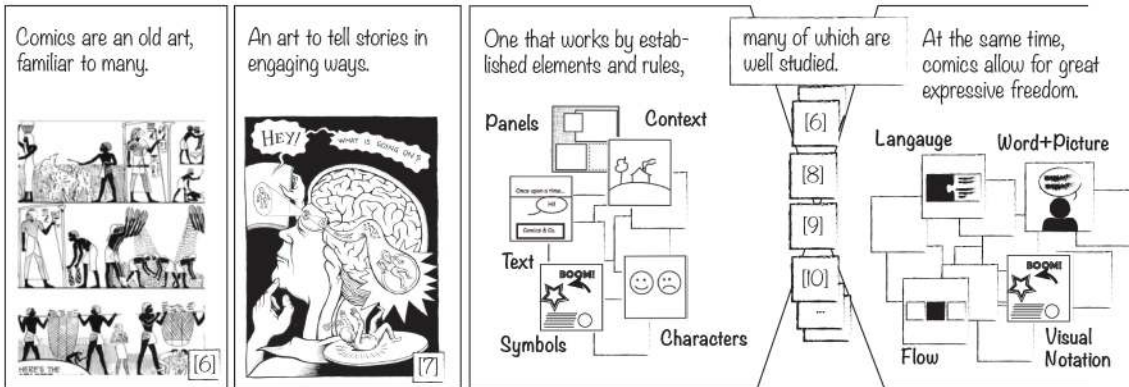 Comics are an old art,
familiar to many.
HERE'S THE
[6]
An art to tell stories in
engaging ways.
HEY!
WHAT IS GOING ON?
[7]
One that works by estab-
lished elements and rules,
Panels
Context
Once upon a time...
Hi!
Comics & Co.
Text
BOOM!
Symbols
Characters
many of which are
well studied.
[6]
[8]
[9]
[10]
...
At the same time,
comics allow for great
expressive freedom.
Langauge
Word+Picture
BOOM!
Flow
Visual
Notation